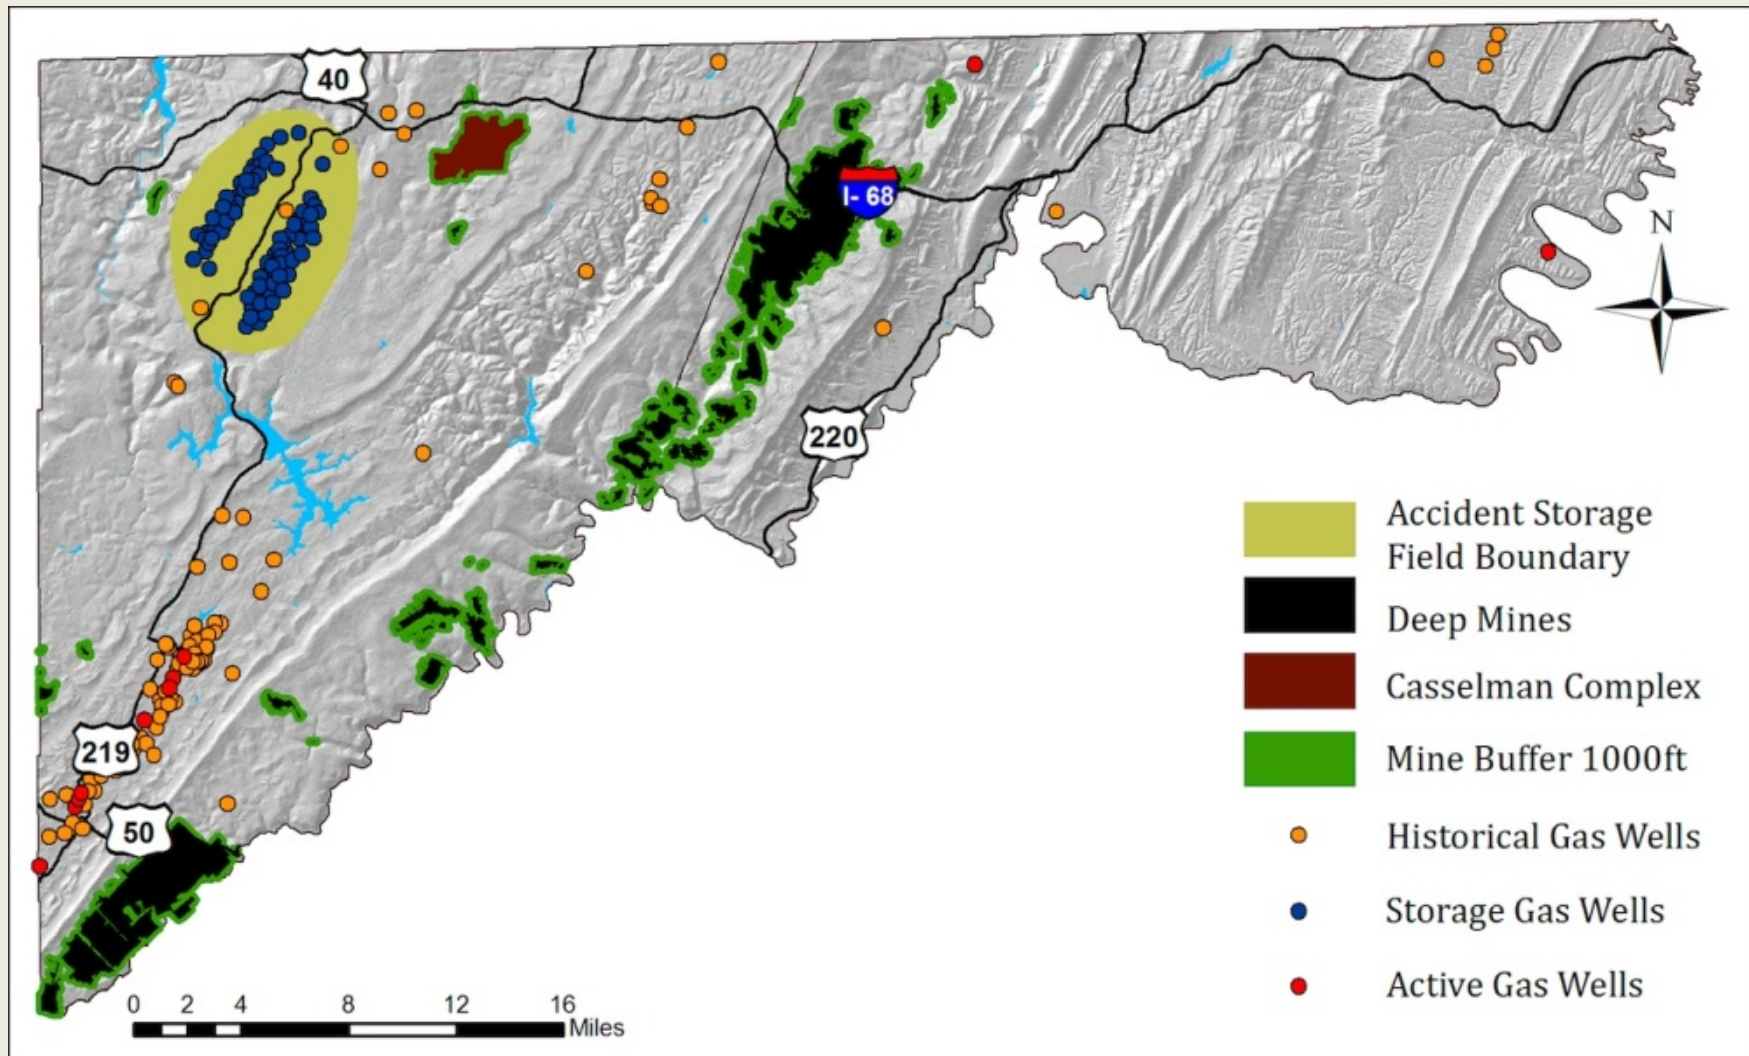 40
I- 68
N
220
219
50
Accident Storage
Field Boundary
Deep Mines
Casselman Complex
Mine Buffer 1000ft
Historical Gas Wells
Storage Gas Wells
Active Gas Wells
0 2 4 8 12 16
Miles